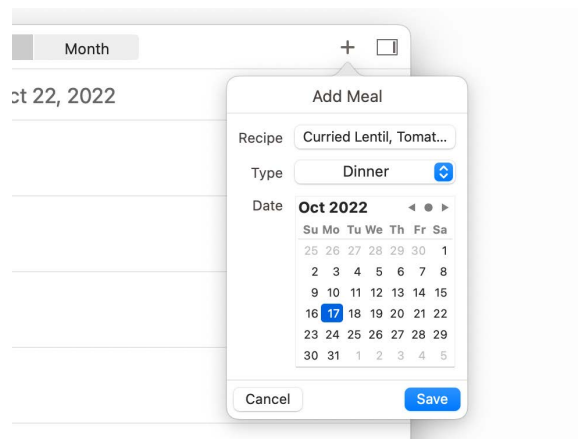 Month
ct 22, 2022
Add Meal
Recipe Curried Lentil, Tomat...
Type Dinner
Date Oct 2022
Su Mo Tu We Th Fr Sa
25 26 27 28 29 30 1
2 3 4 5 6 7 8
9 10 11 12 13 14 15
16 17 18 19 20 21 22
23 24 25 26 27 28 29
30 31 1 2 3 4 5
Cancel Save